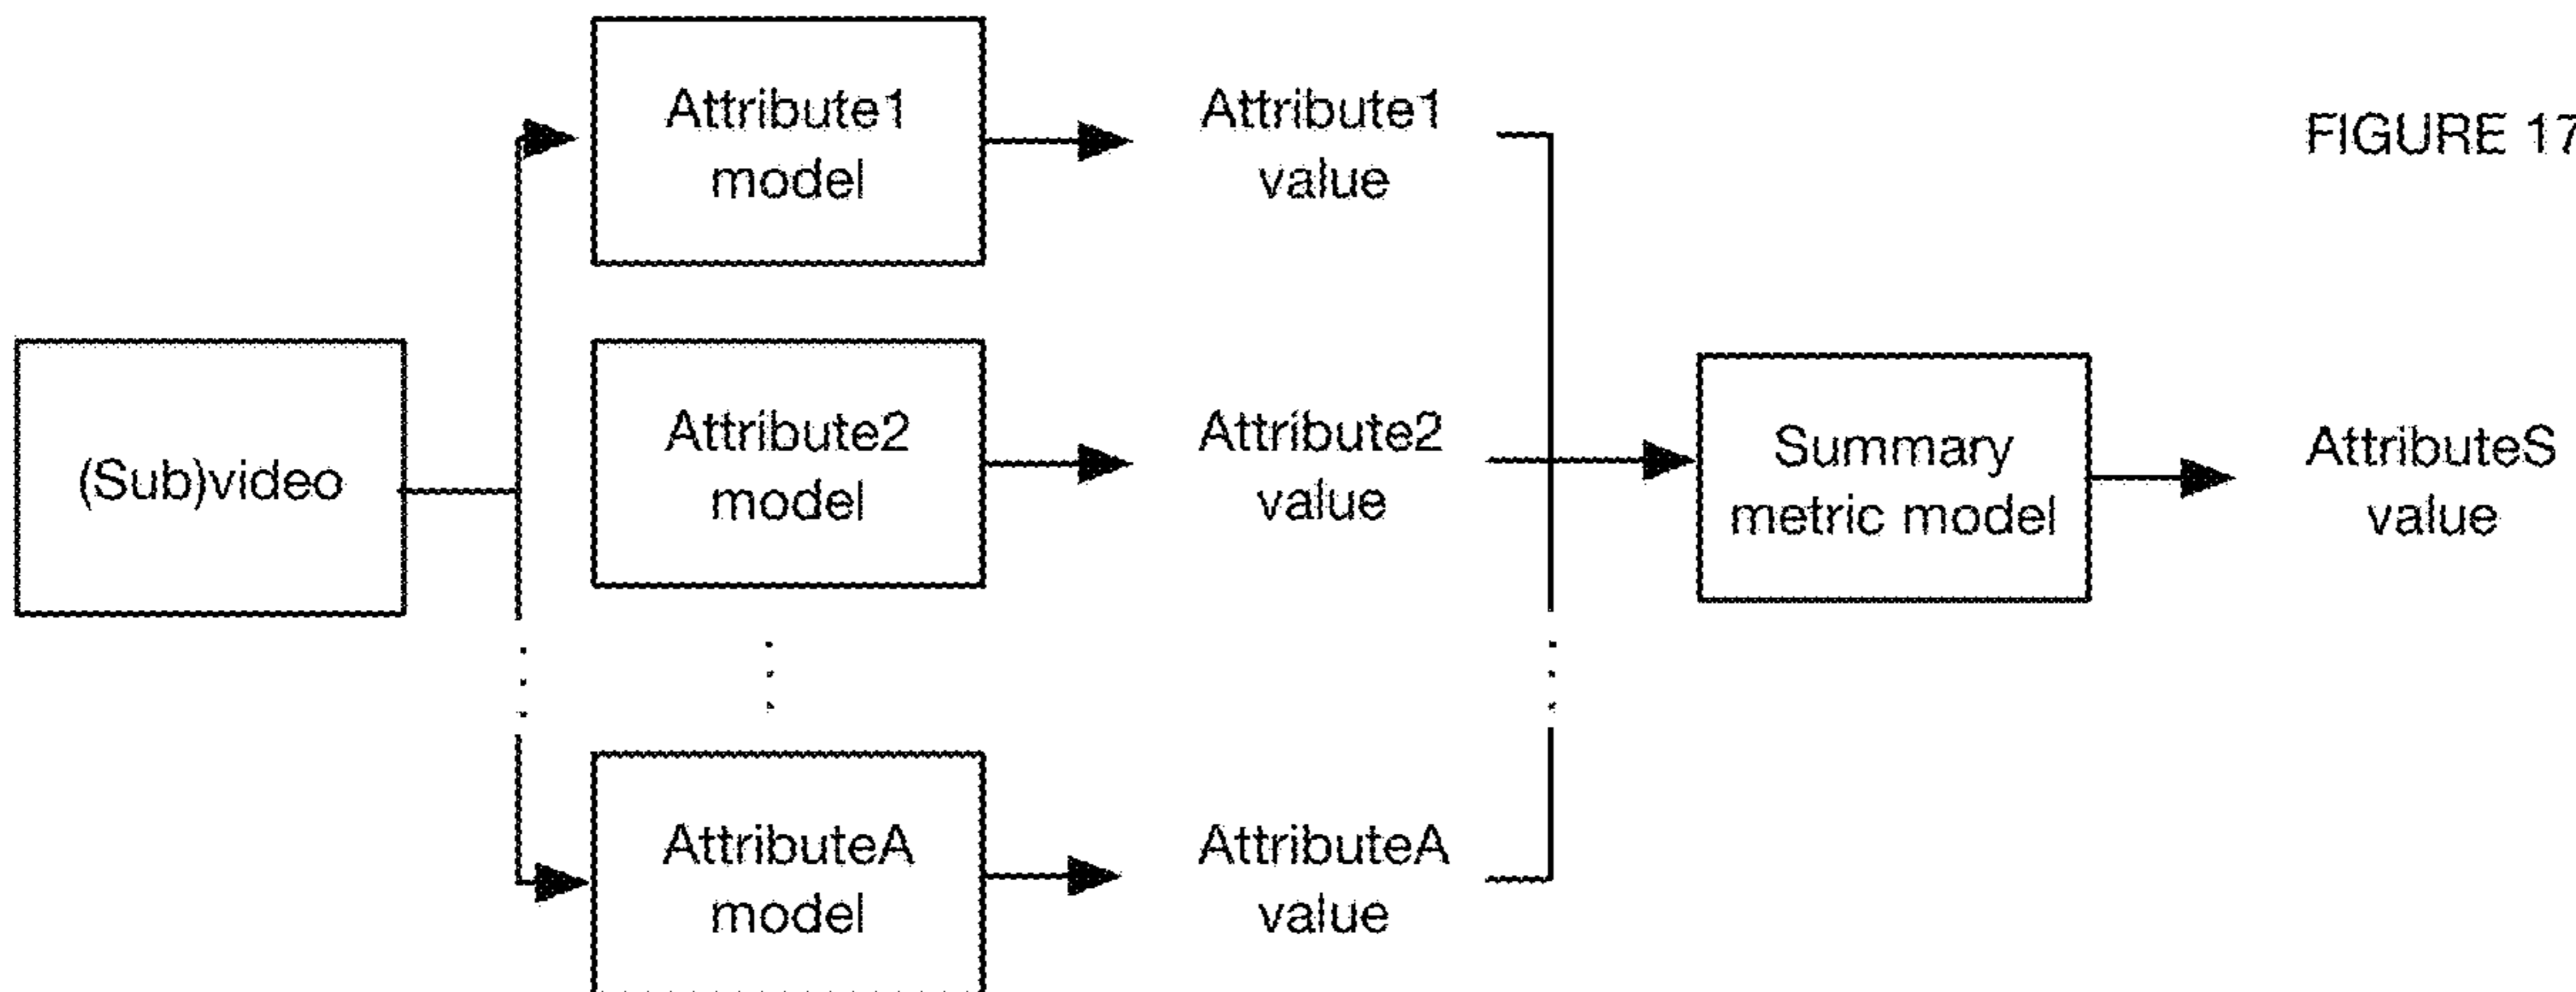 Attribute1
model
Attribute1
value
FIGURE 17
(Sub)video
Attribute2
model
Attribute2
value
Summary
metric model
AttributeS
value
AttributeA
model
AttributeA
value